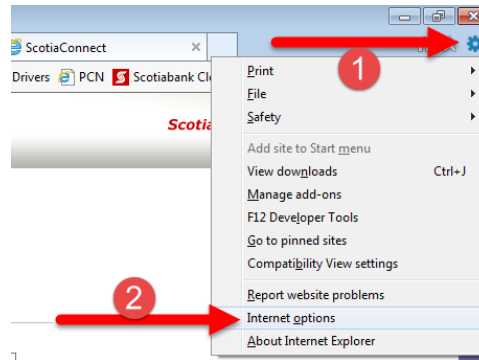 ScotiaConnect
Drivers PCN Scotiabank Cl
Scotia
1
Print
File
Safety
Add site to Start menu
View downloads Ctrl+J
Manage add-ons
F12 Developer Tools
Go to pinned sites
Compatibility View settings
2
Report website problems
Internet options
About Internet Explorer